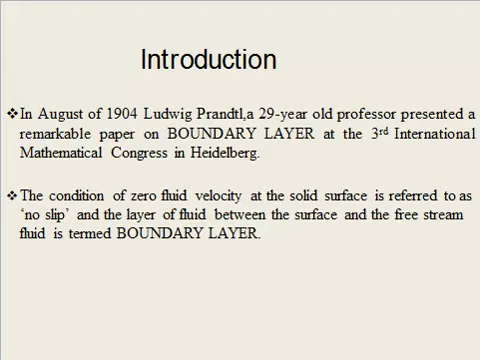 Introduction
❖In August of 1904 Ludwig Prandtl,a 29-year old professor presented a
remarkable paper on BOUNDARY LAYER at the 3rd International
Mathematical Congress in Heidelberg.
❖The condition of zero fluid velocity at the solid surface is referred to as
‘no slip’ and the layer of fluid between the surface and the free stream
fluid is termed BOUNDARY LAYER.